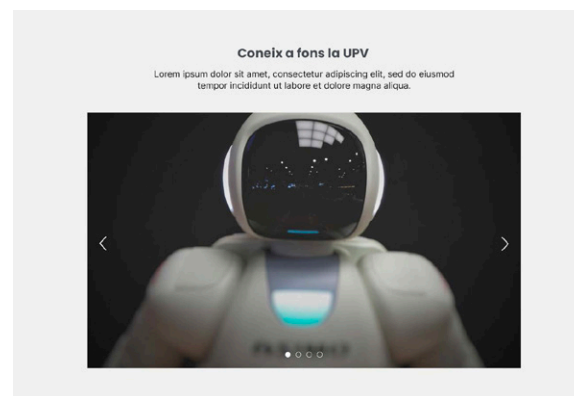 Coneix a fons la UPV
Lorem ipsum dolor sit amet, consectetur adipiscing elit, sed do eiusmod
tempor incididunt ut labore et dolore magna aliqua.